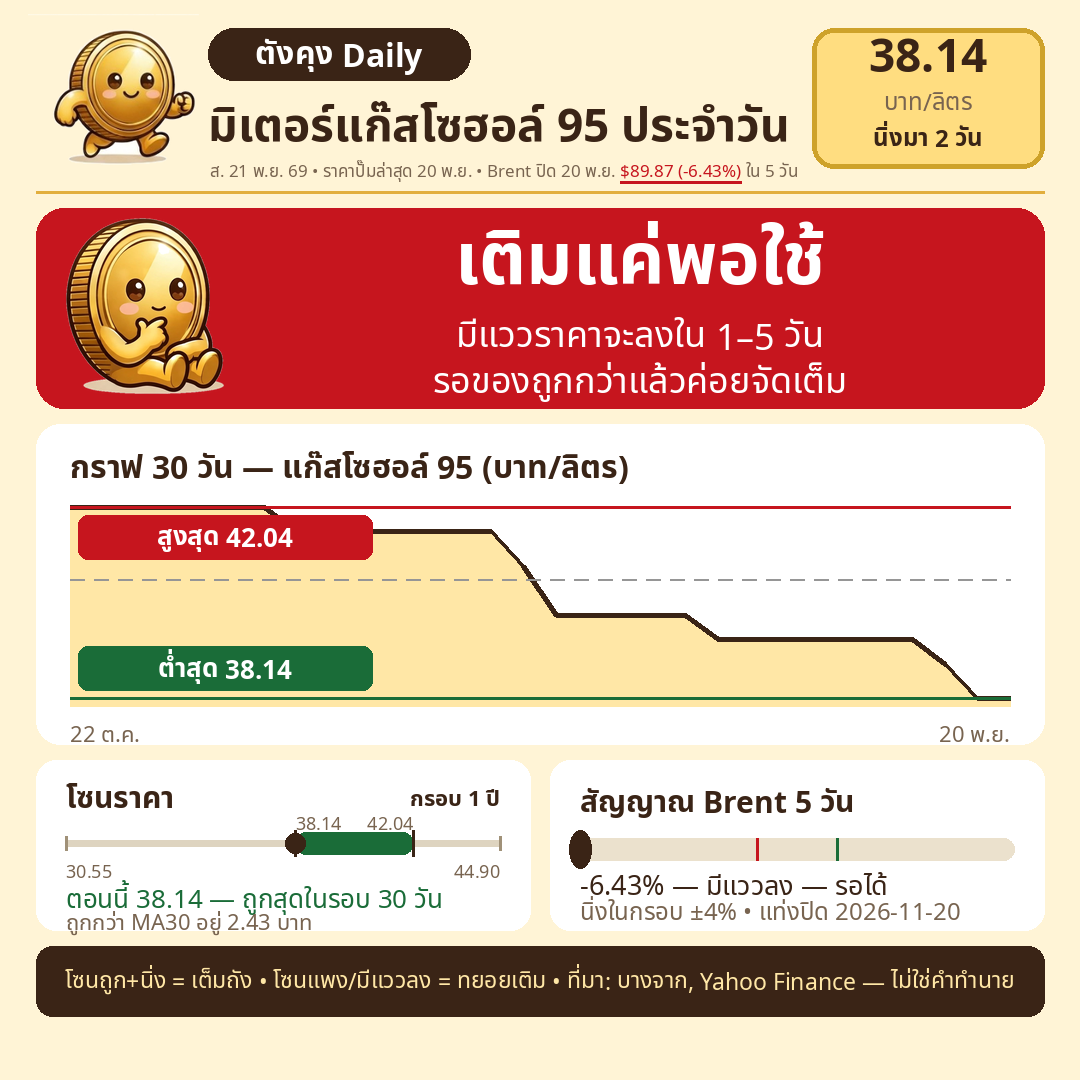 ตังคุง Daily
มิเตอร์แก๊สโซฮอล์ 95 ประจำวัน
ส. 21 พ.ย. 69 • ราคาปั๊มล่าสุด 20 พ.ย. • Brent ปิด 20 พ.ย. $89.87 (-6.43%) ใน 5 วัน
38.14
บาท/ลิตร
นิ่งมา 2 วัน
เติมแค่พอใช้
มีแววราคาจะลงใน 1–5 วัน
รอของถูกกว่าแล้วค่อยจัดเต็ม
กราฟ 30 วัน — แก๊สโซฮอล์ 95 (บาท/ลิตร)
สูงสุด 42.04
ต่ำสุด 38.14
22 ต.ค.
20 พ.ย.
โซนราคา
กรอบ 1 ปี
38.14
42.04
30.55
44.90
ตอนนี้ 38.14 — ถูกสุดในรอบ 30 วัน
ถูกกว่า MA30 อยู่ 2.43 บาท
สัญญาณ Brent 5 วัน
-6.43% — มีแววลง — รอได้
นิ่งในกรอบ ±4% • แท่งปิด 2026-11-20
โซนถูก+นิ่ง = เต็มถัง • โซนแพง/มีแววลง = ทยอยเติม • ที่มา: บางจาก, Yahoo Finance — ไม่ใช่คำทำนาย